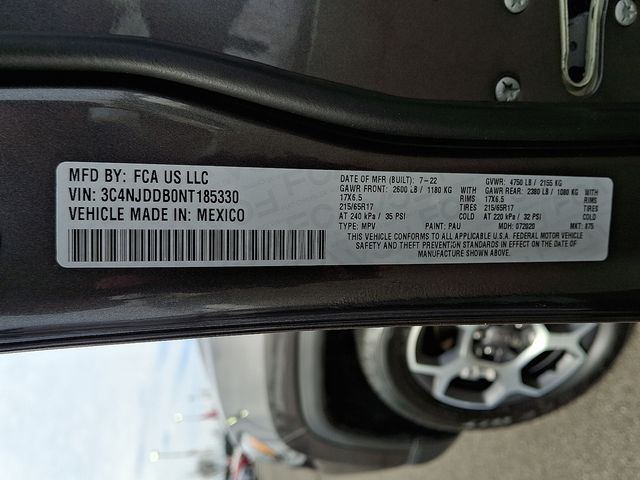 MFD BY: FCA US LLC
VIN: 3C4NJDDB0NT185330
VEHICLE MADE IN: MEXICO
DATE OF MFR (BUILT): 7-22 GVWR: 4750 LB / 2155 KG
GAWR FRONT: 2600 LB / 1180 KG WITH GAWR REAR: 2380 LB / 1080 KG WITH
17X6.5 RIMS 17X6.5 RIMS
215/65R17 215/65R17
AT 240 kPa / 35 PSI COLD AT 220 kPa / 32 PSI COLD
TYPE: MPV PAINT: PAU MDH: 072020 MKT: X75
THIS VEHICLE CONFORMS TO ALL APPLICABLE U.S.A. FEDERAL MOTOR VEHICLE
SAFETY AND THEFT PREVENTION STANDARDS IN EFFECT ON THE DATE OF
MANUFACTURE SHOWN ABOVE.